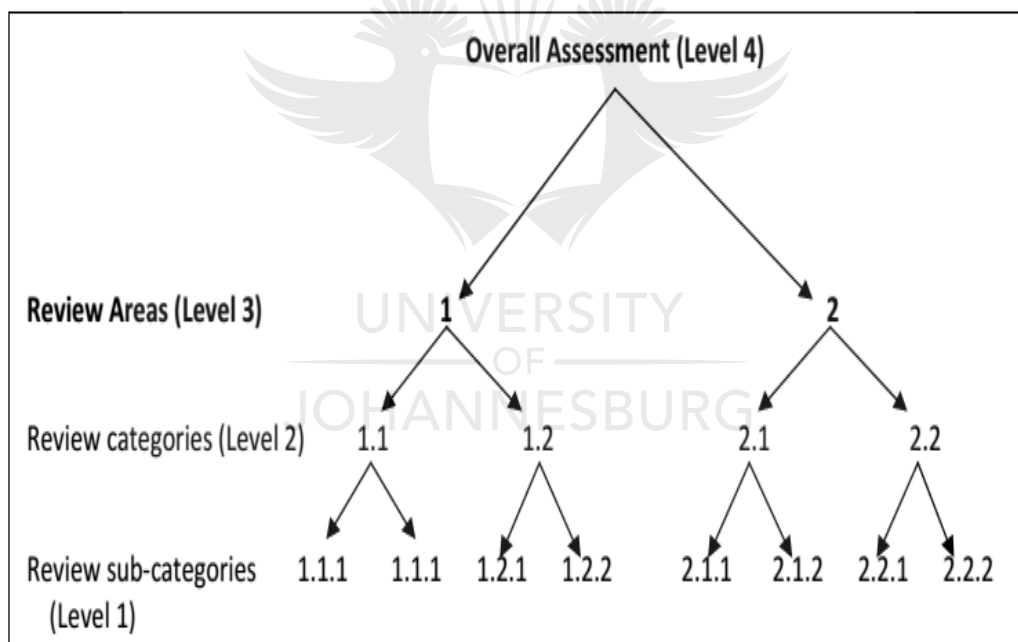 Overall Assessment (Level 4)
Review Areas (Level 3) 1 2
UNIVERSITY
OF
JOHANNESBURG
Review categories (Level 2) 1.1 1.2 2.1 2.2
Review sub-categories 1.1.1 1.1.1 1.2.1 1.2.2 2.1.1 2.1.2 2.2.1 2.2.2
(Level 1)